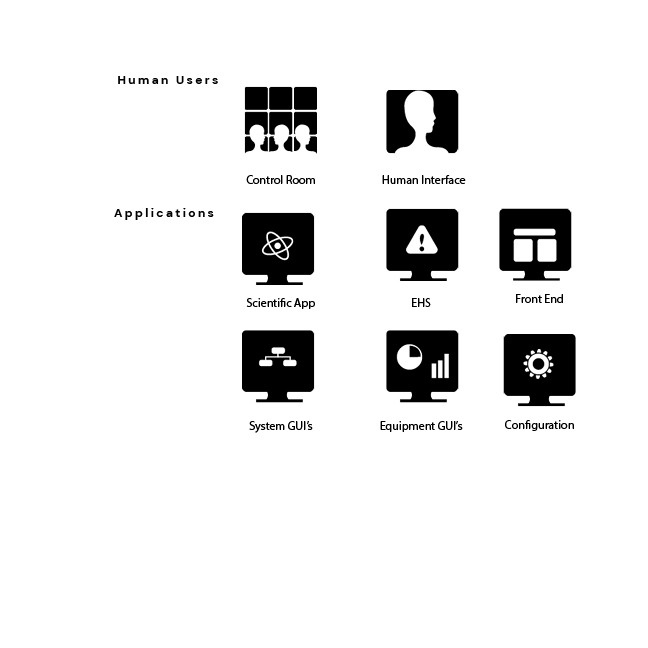 Human Users
Control Room
Human Interface
Applications
Scientific App
EHS
Front End
System GUI's
Equipment GUI's
Configuration